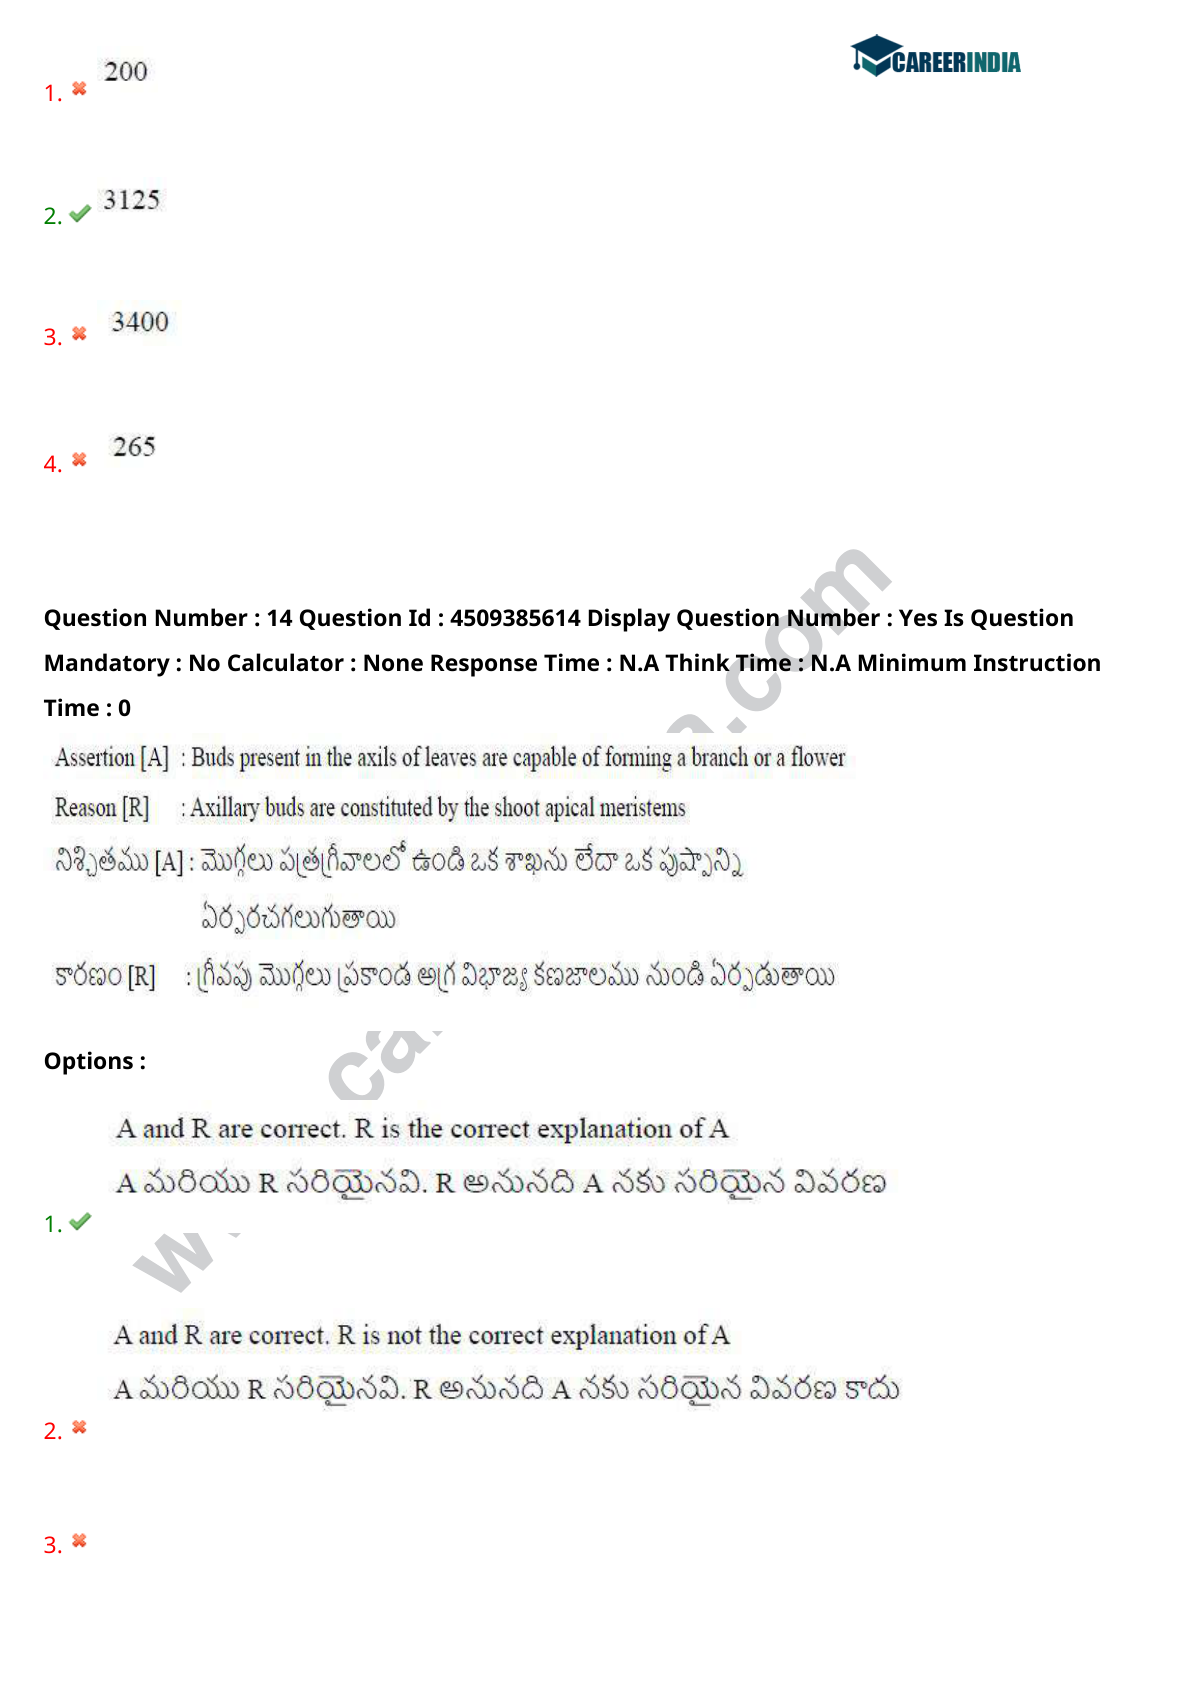 CAREERINDIA
200
1.
3125
2.
3400
3.
265
4.
Question Number : 14 Question Id : 4509385614 Display Question Number : Yes Is Question
Mandatory : No Calculator : None Response Time : N.A Think Time : N.A Minimum Instruction
Time : 0
Assertion [A] : Buds present in the axils of leaves are capable of forming a branch or a flower
Reason [R] : Axillary buds are constituted by the shoot apical meristems
నిశ్చితము [A] : మొగ్గలు పత్రగ్రీవాలలో ఉండి ఒక శాఖను లేదా ఒక పుష్పాన్ని
ఏర్పరచగలుగుతాయి
కారణం [R] : గ్రీవపు మొగ్గలు ప్రకాండ అగ్ర విభాజ్య కణజాలము నుండి ఏర్పడుతాయి
Options :
A and R are correct. R is the correct explanation of A
A మరియు R సరియైనవి. R అనునది A నకు సరియైన వివరణ
1.
A and R are correct. R is not the correct explanation of A
A మరియు R సరియైనవి. R అనునది A నకు సరియైన వివరణ కాదు
2.
3.